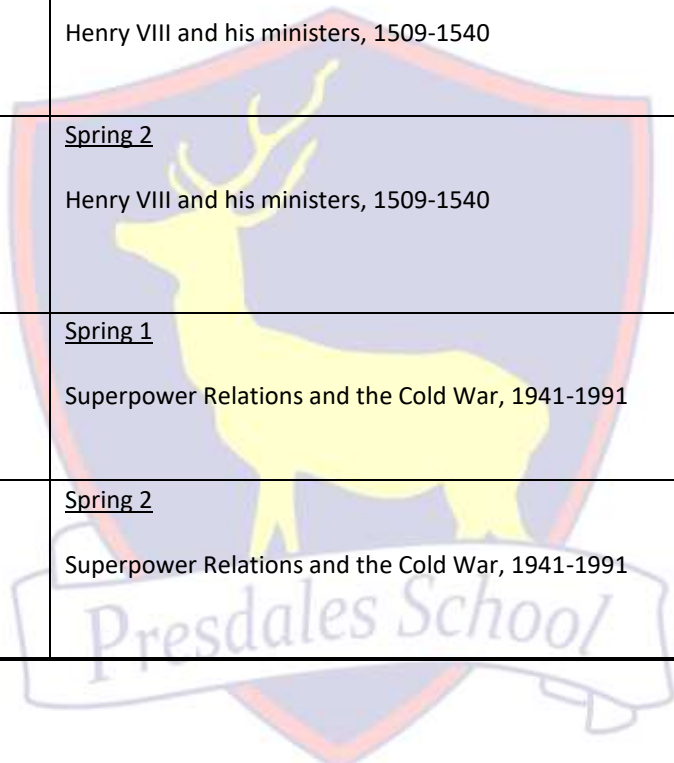 Henry VIII and his ministers, 1509-1540
Spring 2
Henry VIII and his ministers, 1509-1540
Spring 1
Superpower Relations and the Cold War, 1941-1991
Spring 2
Superpower Relations and the Cold War, 1941-1991
Presdales School